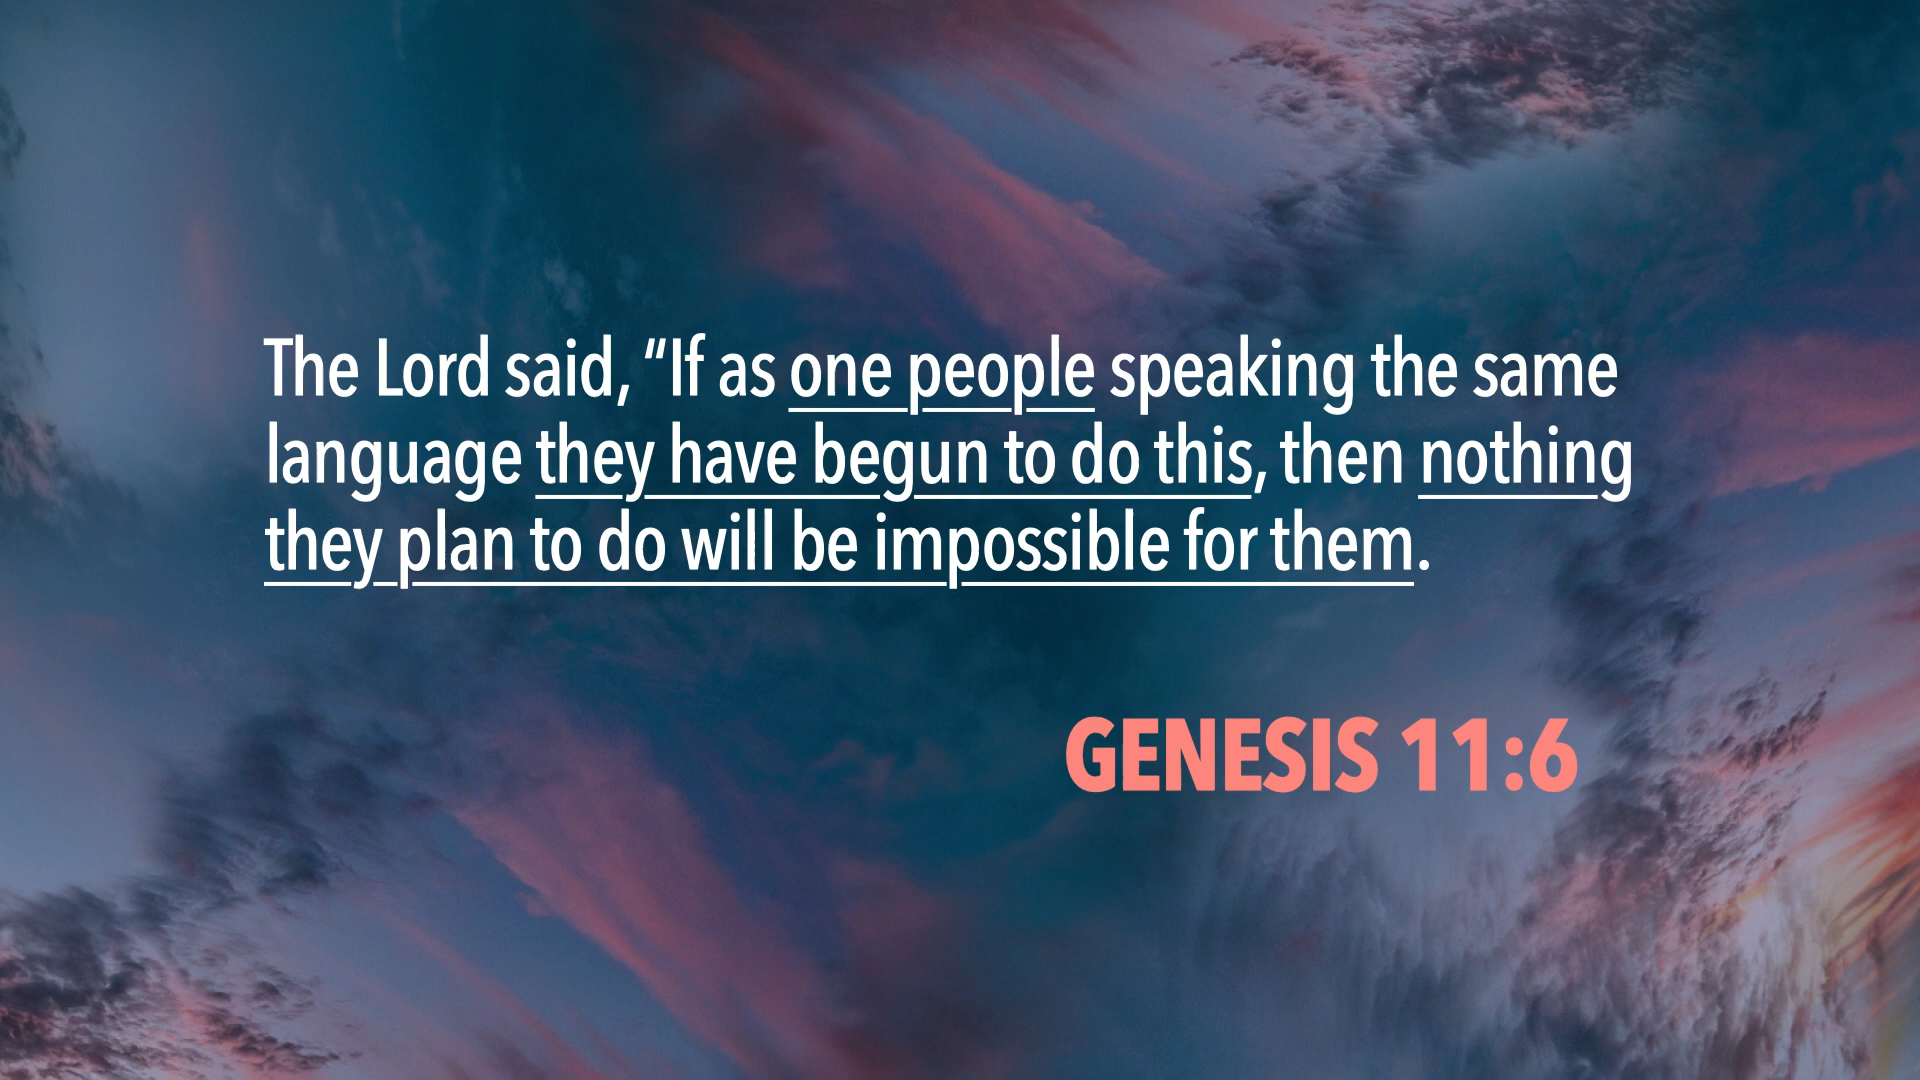 The Lord said, “If as one people speaking the same
language they have begun to do this, then nothing
they plan to do will be impossible for them.
GENESIS 11:6